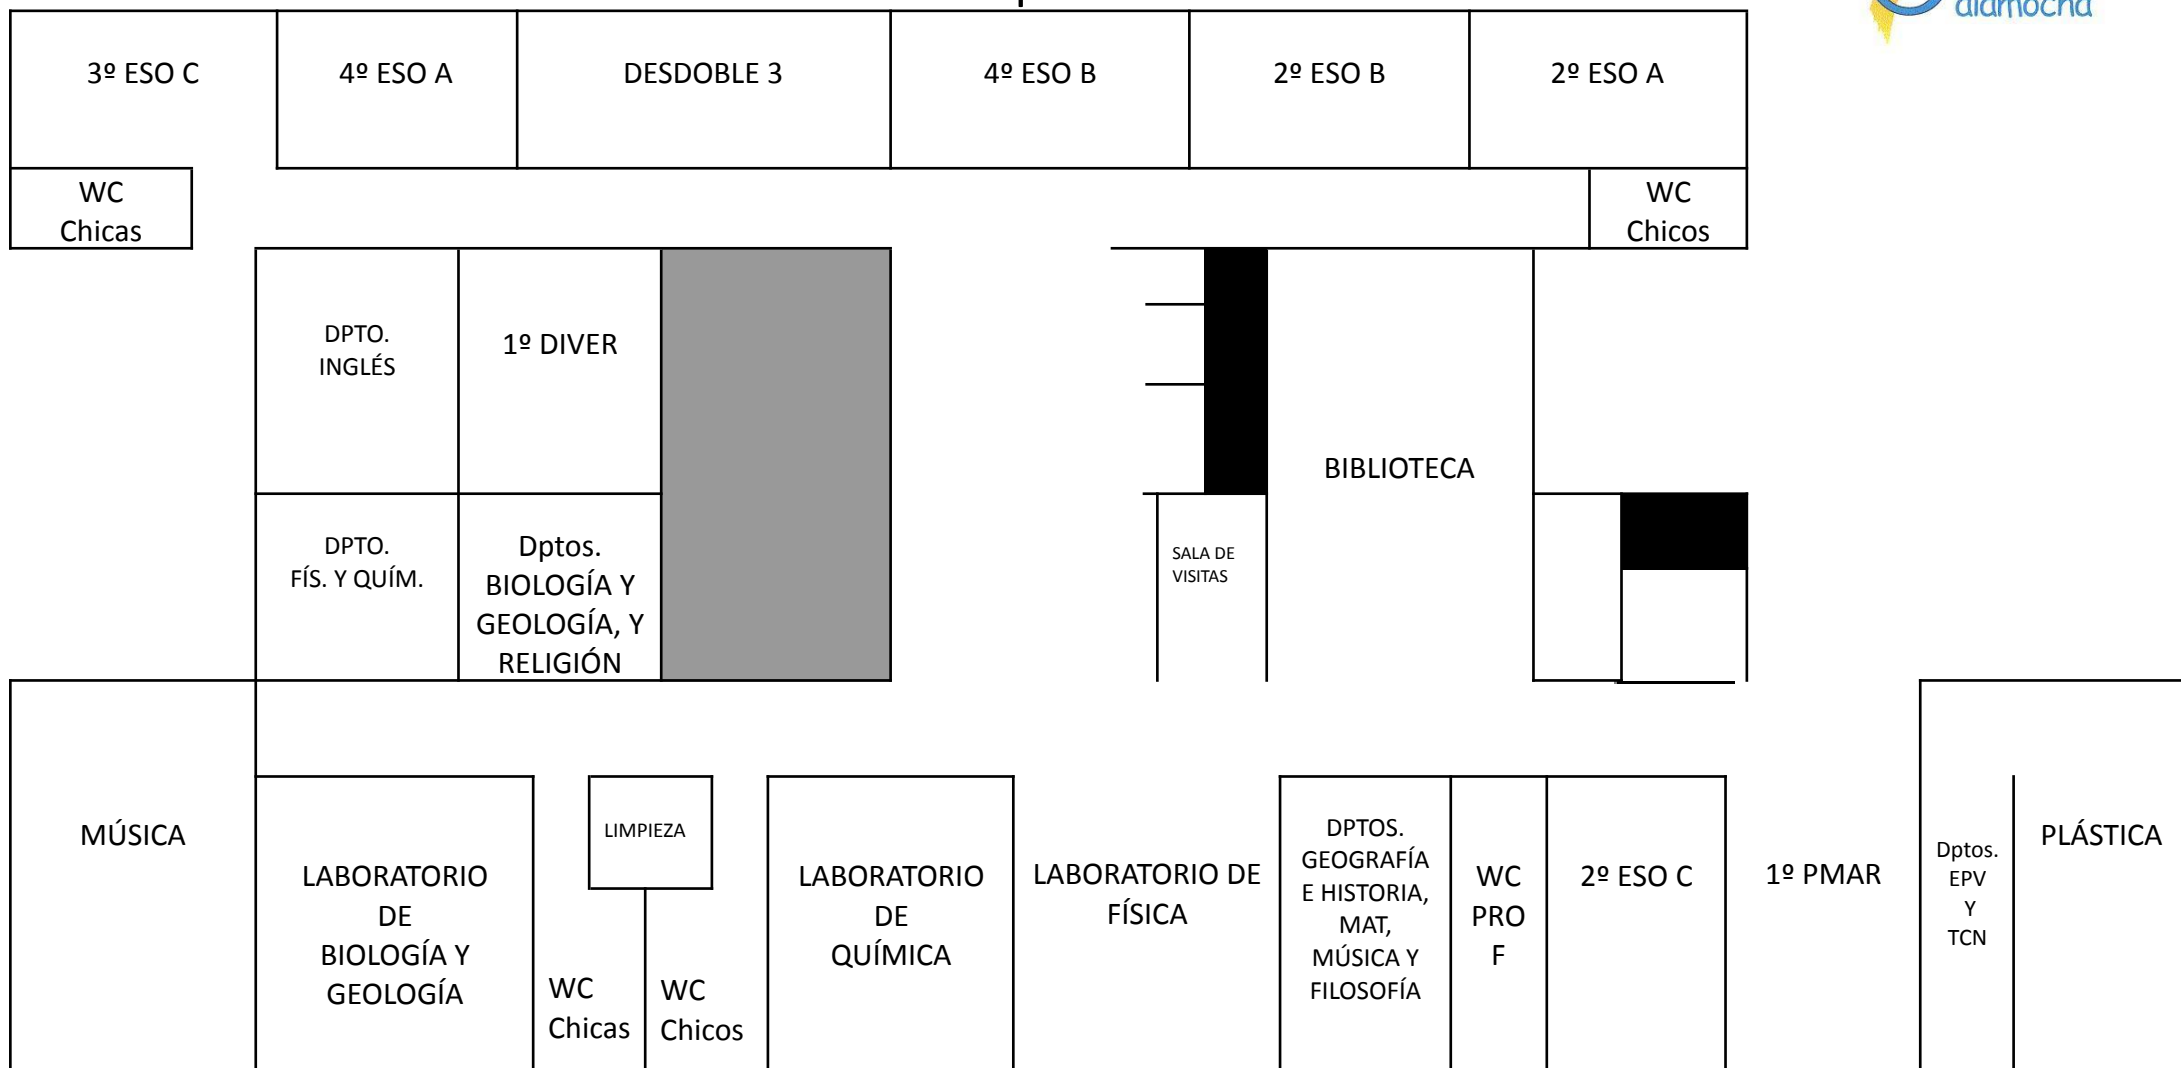 alamocha
3º ESO C
4º ESO A
DESDOBLE 3
4º ESO B
2º ESO B
2º ESO A
WC
Chicas
WC
Chicos
DPTO.
INGLÉS
1º DIVER
BIBLIOTECA
DPTO.
FÍS. Y QUÍM.
Dptos.
BIOLOGÍA Y
GEOLOGÍA, Y
RELIGIÓN
SALA DE
VISITAS
MÚSICA
LABORATORIO
DE
BIOLOGÍA Y
GEOLOGÍA
LIMPIEZA
WC
Chicas
WC
Chicos
LABORATORIO
DE
QUÍMICA
LABORATORIO DE
FÍSICA
DPTOS.
GEOGRAFÍA
E HISTORIA,
MAT,
MÚSICA Y
FILOSOFÍA
WC
PRO
F
2º ESO C
1º PMAR
Dptos.
EPV
Y
TCN
PLÁSTICA